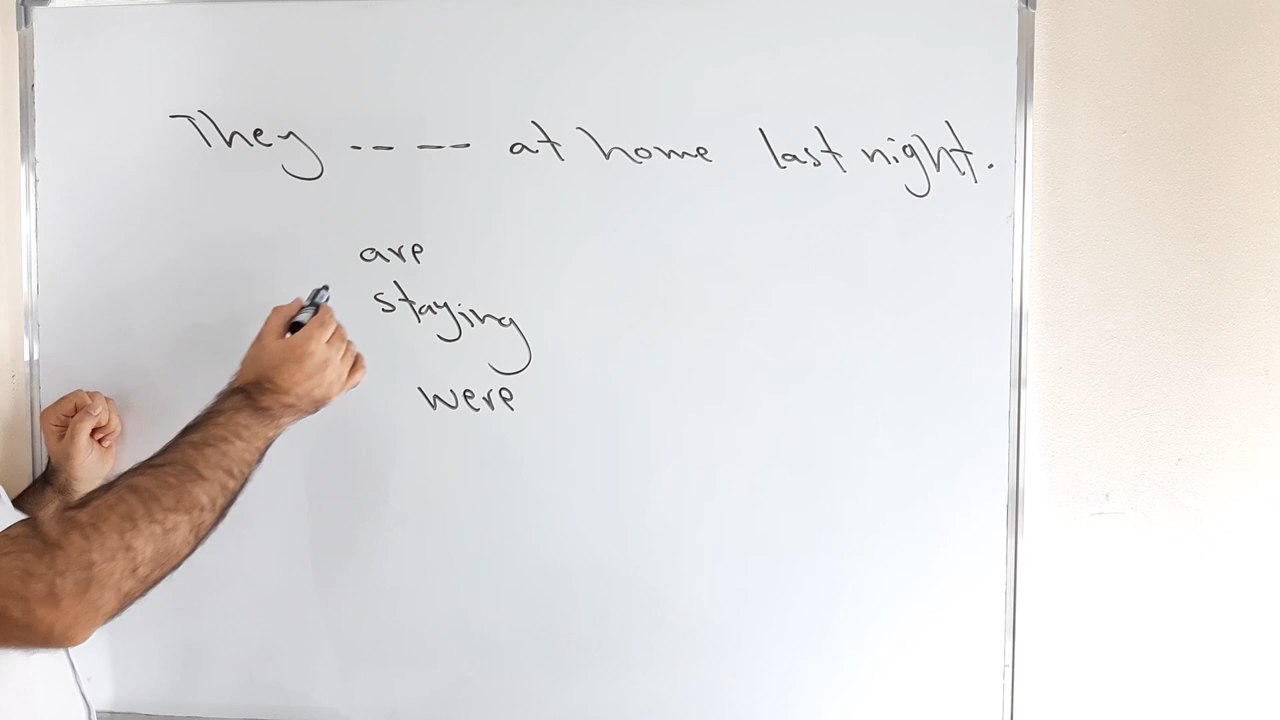 They -- -- at home last night.
are
staying
were